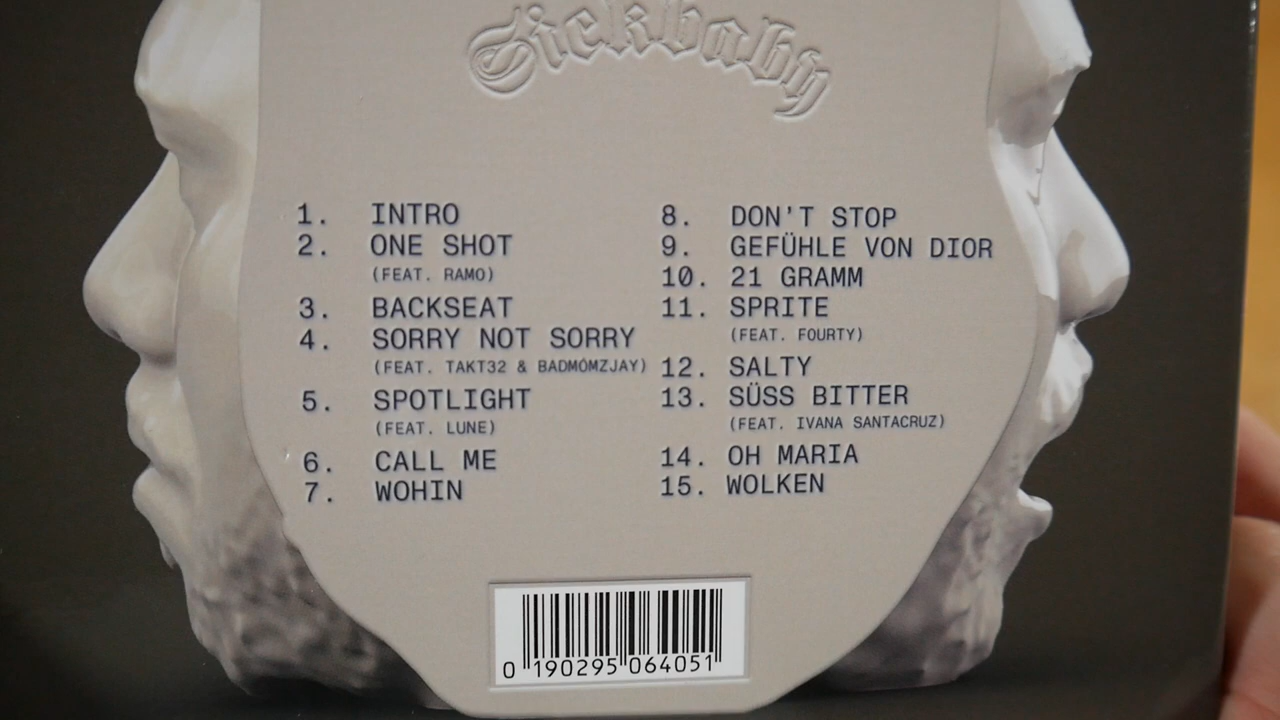 Sickbaby
1. INTRO
2. ONE SHOT
(FEAT. RAMO)
3. BACKSEAT
4. SORRY NOT SORRY
(FEAT. TAKT32 & BADMÓMZJAY)
5. SPOTLIGHT
(FEAT. LUNE)
6. CALL ME
7. WOHIN
8. DON'T STOP
9. GEFÜHLE VON DIOR
10. 21 GRAMM
11. SPRITE
(FEAT. FOURTY)
12. SALTY
13. SÜSS BITTER
(FEAT. IVANA SANTACRUZ)
14. OH MARIA
15. WOLKEN
0 190295 064051